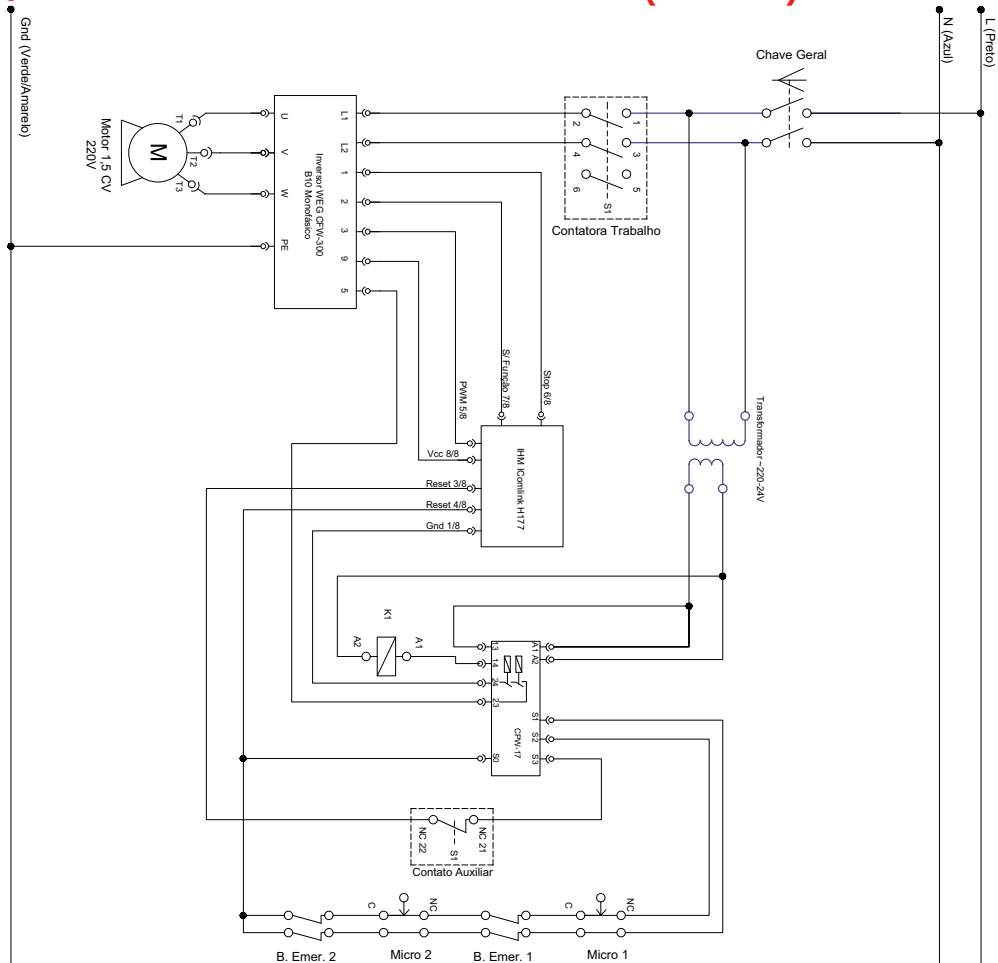 Gnd (Verde/Amarelo)
N (Azul)
L (Preto)
Chave Geral
T1
T2
T3
M
Motor 1,5 CV
220V
U
V
W
PE
Inversor WEG CFW-300
B10 Monofásico
L1
L2
1
2
3
9
5
2
1
4
3
6
5
S1
Contatora Trabalho
Transformador ~ 220-24V
Stop 6/8
S/ Função 7/8
PWM 5/8
Vcc 8/8
Reset 3/8
Reset 4/8
Gnd 1/8
IHM IComlink H177
K1
A2
A1
13
14
24
23
S0
A1
A2
S1
S2
S3
CPW-17
NC 22
NC 21
S1
Contato Auxiliar
C
NC
C
NC
B. Emer. 2
Micro 2
B. Emer. 1
Micro 1